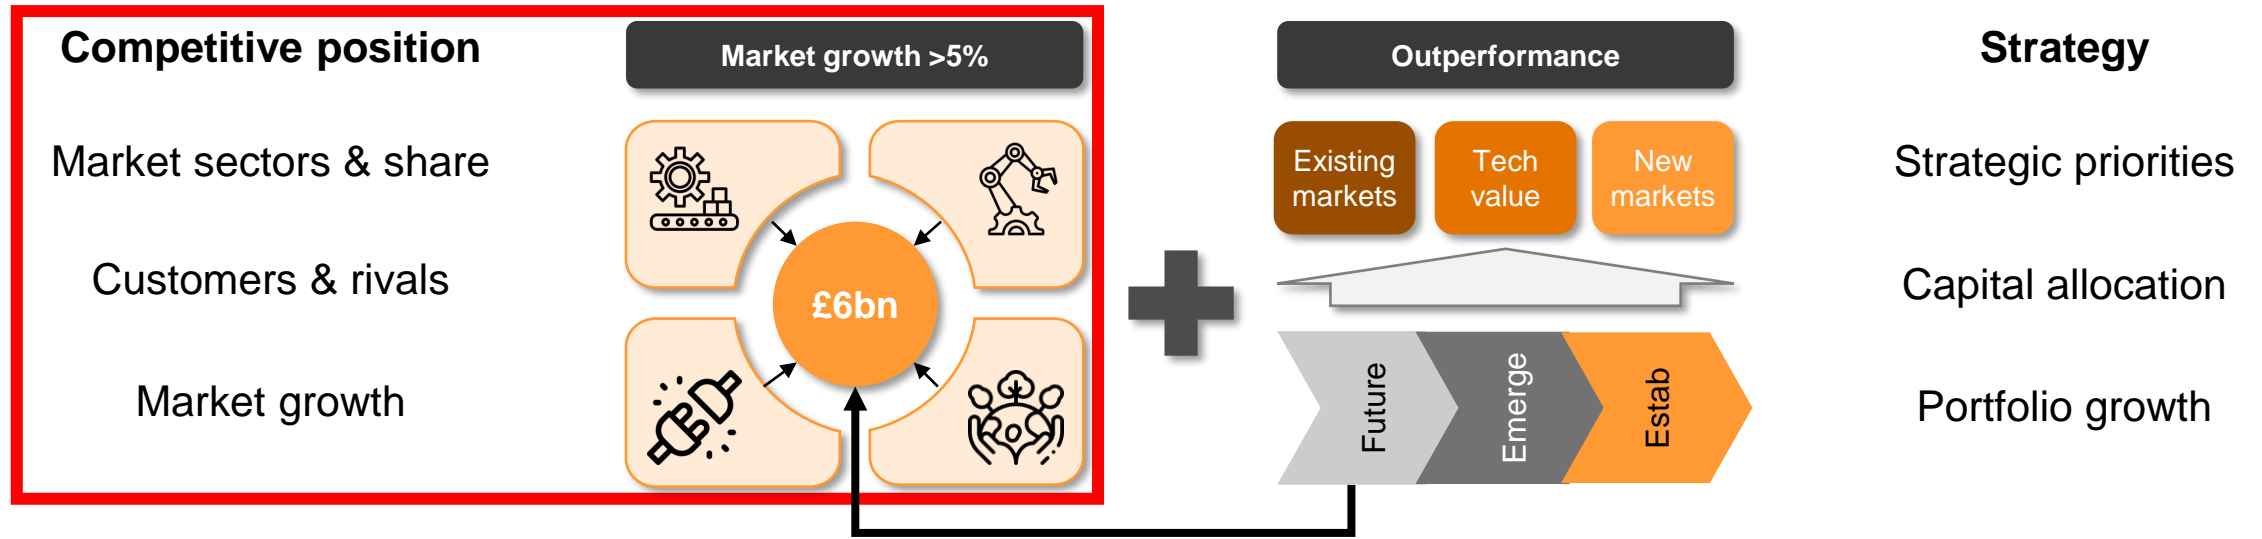 Competitive position
Market sectors & share
Customers & rivals
Market growth
Market growth >5%
£6bn
Outperformance
Existing
markets
Tech
value
New
markets
Future
Emerge
Estab
Strategy
Strategic priorities
Capital allocation
Portfolio growth